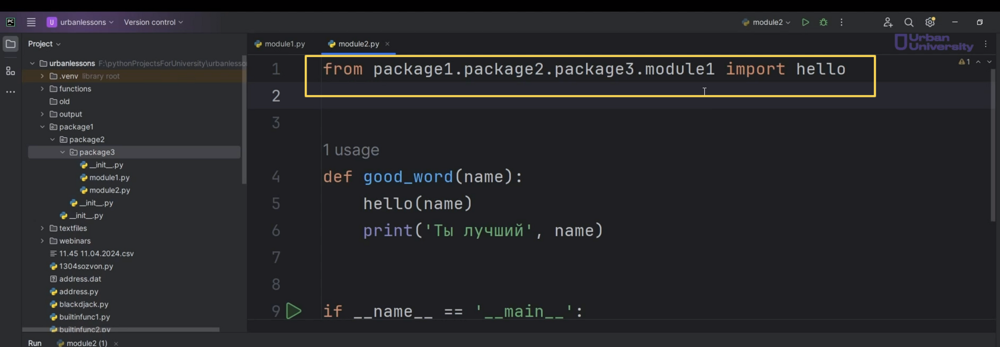 PC
U urbanlessons
Version control
module2
Project
module1.py
module2.py
Urban University
urbanlessons F:\pythonProjectsForUniversity\urbanlesso
.venv library root
functions
old
output
package1
package2
package3
__init__.py
module1.py
module2.py
__init__.py
__init__.py
textfiles
webinars
11.45 11.04.2024.csv
1304sozvon.py
address.dat
address.py
blackdjack.py
builtinfunc1.py
builtinfunc2.py
1
1 from package1.package2.package3.module1 import hello
2
3
1 usage
4 def good_word(name):
5 hello(name)
6 print('Ты лучший', name)
7
8
9 if __name__ == '__main__':
Run
module2 (1)